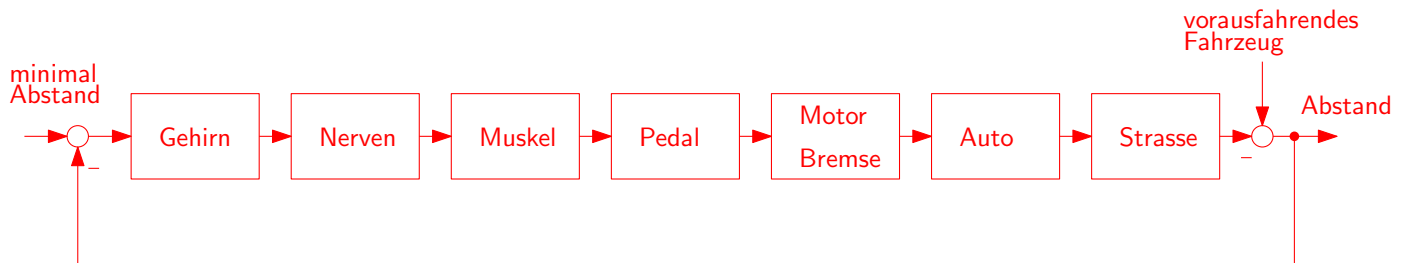 vorausfahrendes
Fahrzeug
minimal
Abstand
Gehirn
Nerven
Muskel
Pedal
Motor
Bremse
Auto
Strasse
Abstand
–
–